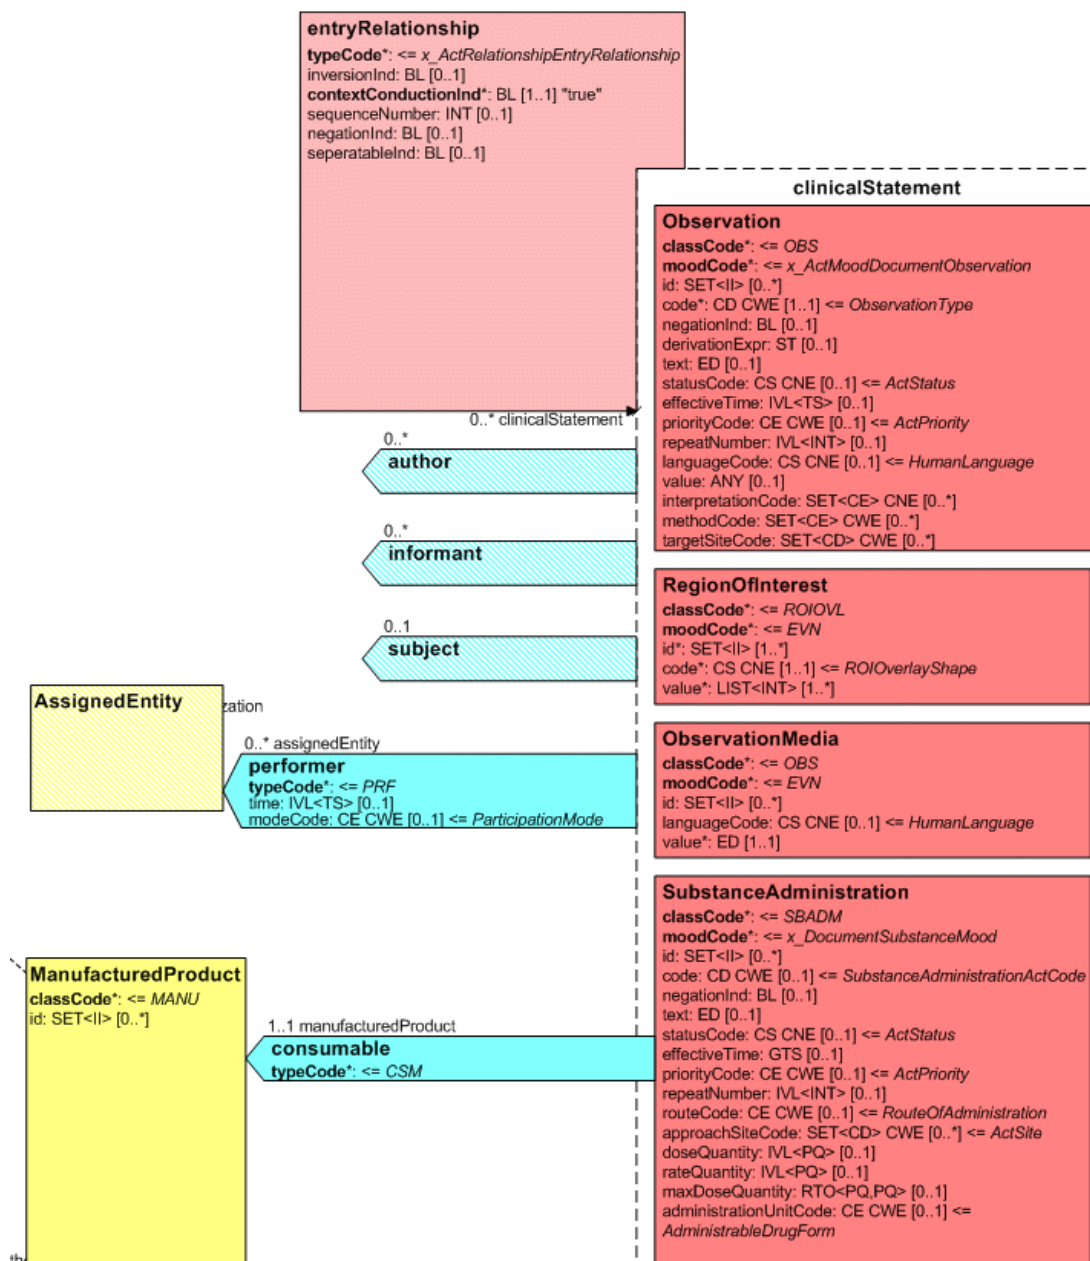 entryRelationship
typeCode*: <= x_ActRelationshipEntryRelationship
inversionInd: BL [0..1]
contextConductionInd*: BL [1..1] "true"
sequenceNumber: INT [0..1]
negationInd: BL [0..1]
seperatableInd: BL [0..1]
0..* clinicalStatement
clinicalStatement
Observation
classCode*: <= OBS
moodCode*: <= x_ActMoodDocumentObservation
id: SET<II> [0..*]
code*: CD CWE [1..1] <= ObservationType
negationInd: BL [0..1]
derivationExpr: ST [0..1]
text: ED [0..1]
statusCode: CS CNE [0..1] <= ActStatus
effectiveTime: IVL<TS> [0..1]
priorityCode: CE CWE [0..1] <= ActPriority
repeatNumber: IVL<INT> [0..1]
languageCode: CS CNE [0..1] <= HumanLanguage
value: ANY [0..1]
interpretationCode: SET<CE> CNE [0..*]
methodCode: SET<CE> CWE [0..*]
targetSiteCode: SET<CD> CWE [0..*]
0..*
author
0..*
informant
0..1
subject
RegionOfInterest
classCode*: <= ROIOVL
moodCode*: <= EVN
id*: SET<II> [1..*]
code*: CS CNE [1..1] <= ROIOverlayShape
value*: LIST<INT> [1..*]
AssignedEntity
zation
0..* assignedEntity
performer
typeCode*: <= PRF
time: IVL<TS> [0..1]
modeCode: CE CWE [0..1] <= ParticipationMode
ObservationMedia
classCode*: <= OBS
moodCode*: <= EVN
id: SET<II> [0..*]
languageCode: CS CNE [0..1] <= HumanLanguage
value*: ED [1..1]
ManufacturedProduct
classCode*: <= MANU
id: SET<II> [0..*]
1..1 manufacturedProduct
consumable
typeCode*: <= CSM
SubstanceAdministration
classCode*: <= SBADM
moodCode*: <= x_DocumentSubstanceMood
id: SET<II> [0..*]
code: CD CWE [0..1] <= SubstanceAdministrationActCode
negationInd: BL [0..1]
text: ED [0..1]
statusCode: CS CNE [0..1] <= ActStatus
effectiveTime: GTS [0..1]
priorityCode: CE CWE [0..1] <= ActPriority
repeatNumber: IVL<INT> [0..1]
routeCode: CE CWE [0..1] <= RouteOfAdministration
approachSiteCode: SET<CD> CWE [0..*] <= ActSite
doseQuantity: IVL<PQ> [0..1]
rateQuantity: IVL<PQ> [0..1]
maxDoseQuantity: RTO<PQ,PQ> [0..1]
administrationUnitCode: CE CWE [0..1] <=
AdministrableDrugForm